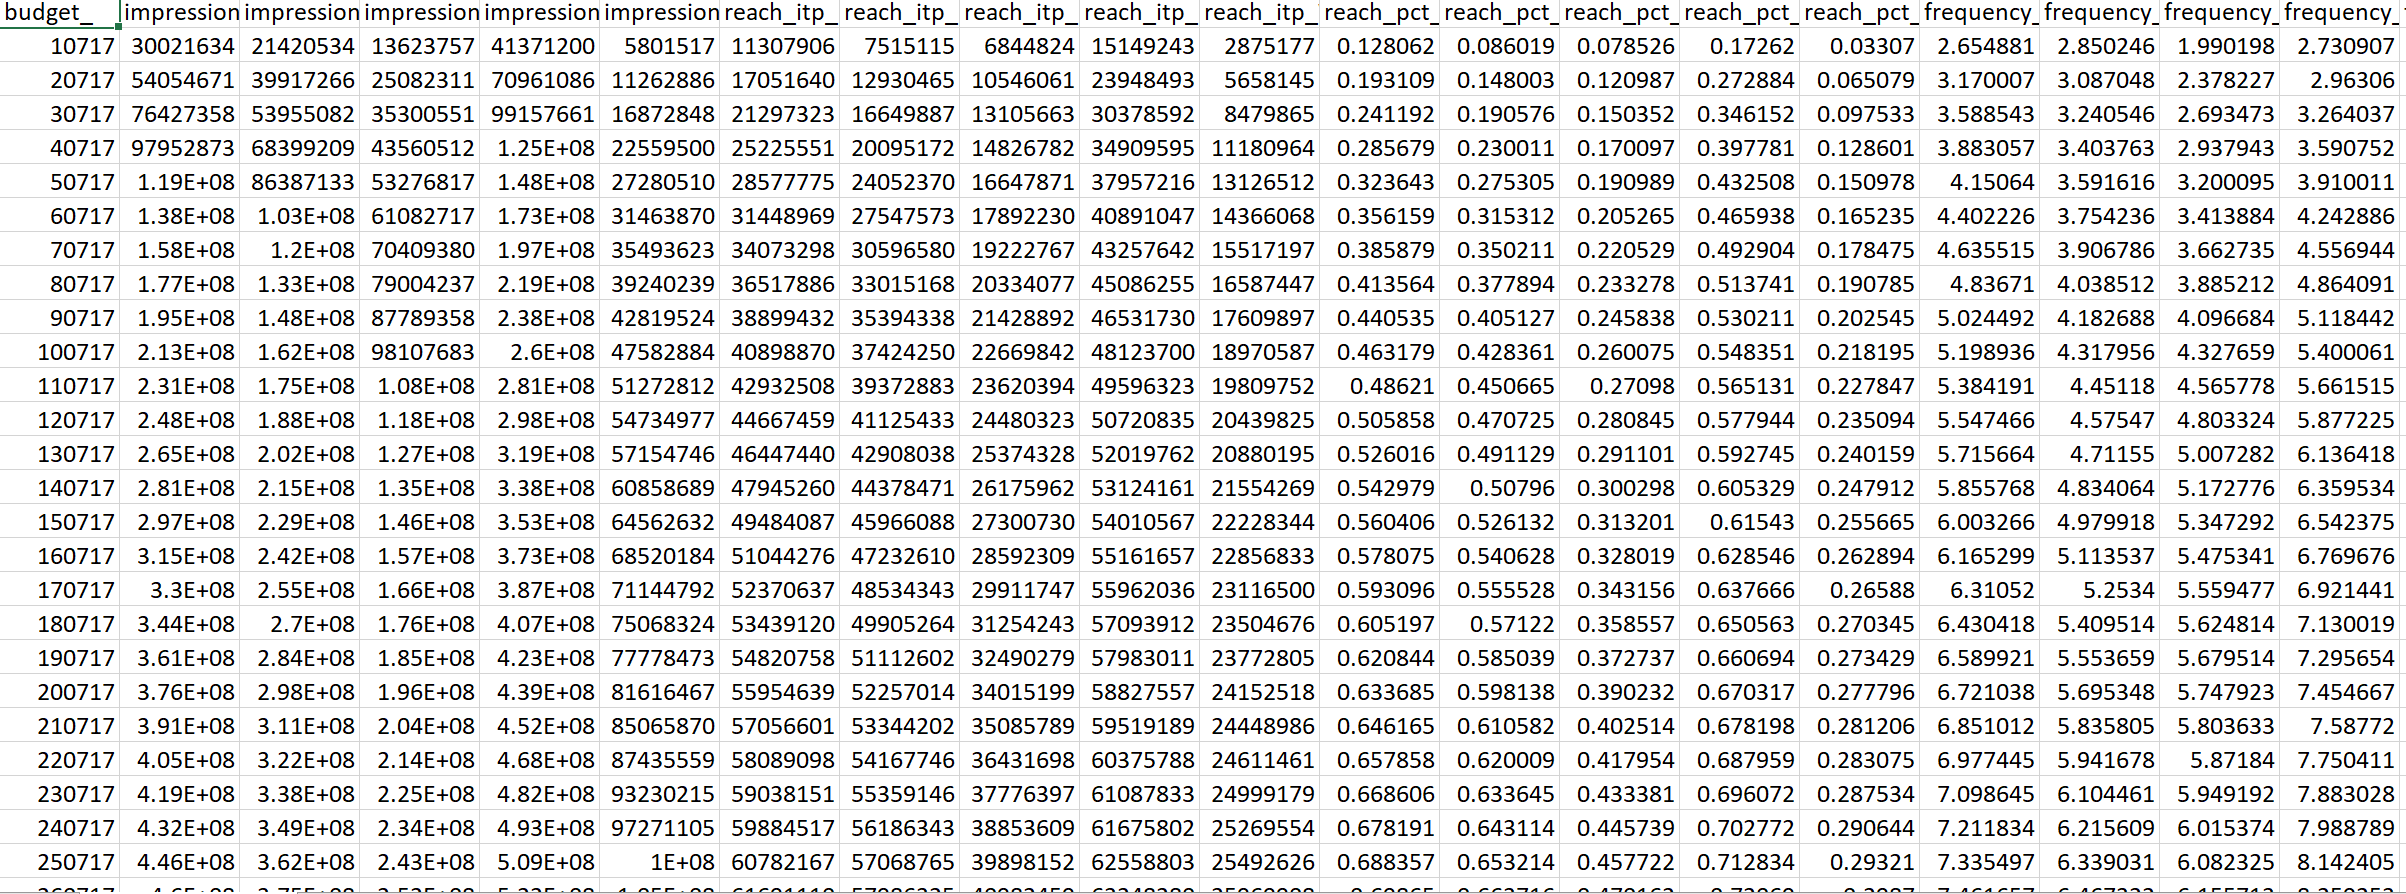 budget_ impression impression impression impression impression reach_itp_ reach_itp_ reach_itp_ reach_itp_ reach_itp_ reach_pct_ reach_pct_ reach_pct_ reach_pct_ reach_pct_ frequency_ frequency_ frequency_ frequency_
10717 30021634 21420534 13623757 41371200 5801517 11307906 7515115 6844824 15149243 2875177 0.128062 0.086019 0.078526 0.17262 0.03307 2.654881 2.850246 1.990198 2.730907
20717 54054671 39917266 25082311 70961086 11262886 17051640 12930465 10546061 23948493 5658145 0.193109 0.148003 0.120987 0.272884 0.065079 3.170007 3.087048 2.378227 2.96306
30717 76427358 53955082 35300551 99157661 16872848 21297323 16649887 13105663 30378592 8479865 0.241192 0.190576 0.150352 0.346152 0.097533 3.588543 3.240546 2.693473 3.264037
40717 97952873 68399209 43560512 1.25E+08 22559500 25225551 20095172 14826782 34909595 11180964 0.285679 0.230011 0.170097 0.397781 0.128601 3.883057 3.403763 2.937943 3.590752
50717 1.19E+08 86387133 53276817 1.48E+08 27280510 28577775 24052370 16647871 37957216 13126512 0.323643 0.275305 0.190989 0.432508 0.150978 4.15064 3.591616 3.200095 3.910011
60717 1.38E+08 1.03E+08 61082717 1.73E+08 31463870 31448969 27547573 17892230 40891047 14366068 0.356159 0.315312 0.205265 0.465938 0.165235 4.402226 3.754236 3.413884 4.242886
70717 1.58E+08 1.2E+08 70409380 1.97E+08 35493623 34073298 30596580 19222767 43257642 15517197 0.385879 0.350211 0.220529 0.492904 0.178475 4.635515 3.906786 3.662735 4.556944
80717 1.77E+08 1.33E+08 79004237 2.19E+08 39240239 36517886 33015168 20334077 45086255 16587447 0.413564 0.377894 0.233278 0.513741 0.190785 4.83671 4.038512 3.885212 4.864091
90717 1.95E+08 1.48E+08 87789358 2.38E+08 42819524 38899432 35394338 21428892 46531730 17609897 0.440535 0.405127 0.245838 0.530211 0.202545 5.024492 4.182688 4.096684 5.118442
100717 2.13E+08 1.62E+08 98107683 2.6E+08 47582884 40898870 37424250 22669842 48123700 18970587 0.463179 0.428361 0.260075 0.548351 0.218195 5.198936 4.317956 4.327659 5.400061
110717 2.31E+08 1.75E+08 1.08E+08 2.81E+08 51272812 42932508 39372883 23620394 49596323 19809752 0.48621 0.450665 0.27098 0.565131 0.227847 5.384191 4.45118 4.565778 5.661515
120717 2.48E+08 1.88E+08 1.18E+08 2.98E+08 54734977 44667459 41125433 24480323 50720835 20439825 0.505858 0.470725 0.280845 0.577944 0.235094 5.547466 4.57547 4.803324 5.877225
130717 2.65E+08 2.02E+08 1.27E+08 3.19E+08 57154746 46447440 42908038 25374328 52019762 20880195 0.526016 0.491129 0.291101 0.592745 0.240159 5.715664 4.71155 5.007282 6.136418
140717 2.81E+08 2.15E+08 1.35E+08 3.38E+08 60858689 47945260 44378471 26175962 53124161 21554269 0.542979 0.50796 0.300298 0.605329 0.247912 5.855768 4.834064 5.172776 6.359534
150717 2.97E+08 2.29E+08 1.46E+08 3.53E+08 64562632 49484087 45966088 27300730 54010567 22228344 0.560406 0.526132 0.313201 0.61543 0.255665 6.003266 4.979918 5.347292 6.542375
160717 3.15E+08 2.42E+08 1.57E+08 3.73E+08 68520184 51044276 47232610 28592309 55161657 22856833 0.578075 0.540628 0.328019 0.628546 0.262894 6.165299 5.113537 5.475341 6.769676
170717 3.3E+08 2.55E+08 1.66E+08 3.87E+08 71144792 52370637 48534343 29911747 55962036 23116500 0.593096 0.555528 0.343156 0.637666 0.26588 6.31052 5.2534 5.559477 6.921441
180717 3.44E+08 2.7E+08 1.76E+08 4.07E+08 75068324 53439120 49905264 31254243 57093912 23504676 0.605197 0.57122 0.358557 0.650563 0.270345 6.430418 5.409514 5.624814 7.130019
190717 3.61E+08 2.84E+08 1.85E+08 4.23E+08 77778473 54820758 51112602 32490279 57983011 23772805 0.620844 0.585039 0.372737 0.660694 0.273429 6.589921 5.553659 5.679514 7.295654
200717 3.76E+08 2.98E+08 1.96E+08 4.39E+08 81616467 55954639 52257014 34015199 58827557 24152518 0.633685 0.598138 0.390232 0.670317 0.277796 6.721038 5.695348 5.747923 7.454667
210717 3.91E+08 3.11E+08 2.04E+08 4.52E+08 85065870 57056601 53344202 35085789 59519189 24448986 0.646165 0.610582 0.402514 0.678198 0.281206 6.851012 5.835805 5.803633 7.58772
220717 4.05E+08 3.22E+08 2.14E+08 4.68E+08 87435559 58089098 54167746 36431698 60375788 24611461 0.657858 0.620009 0.417954 0.687959 0.283075 6.977445 5.941678 5.87184 7.750411
230717 4.19E+08 3.38E+08 2.25E+08 4.82E+08 93230215 59038151 55359146 37776397 61087833 24999179 0.668606 0.633645 0.433381 0.696072 0.287534 7.098645 6.104461 5.949192 7.883028
240717 4.32E+08 3.49E+08 2.34E+08 4.93E+08 97271105 59884517 56186343 38853609 61675802 25269554 0.678191 0.643114 0.445739 0.702772 0.290644 7.211834 6.215609 6.015374 7.988789
250717 4.46E+08 3.62E+08 2.43E+08 5.09E+08 1E+08 60782167 57068765 39898152 62558803 25492626 0.688357 0.653214 0.457722 0.712834 0.29321 7.335497 6.339031 6.082325 8.142405